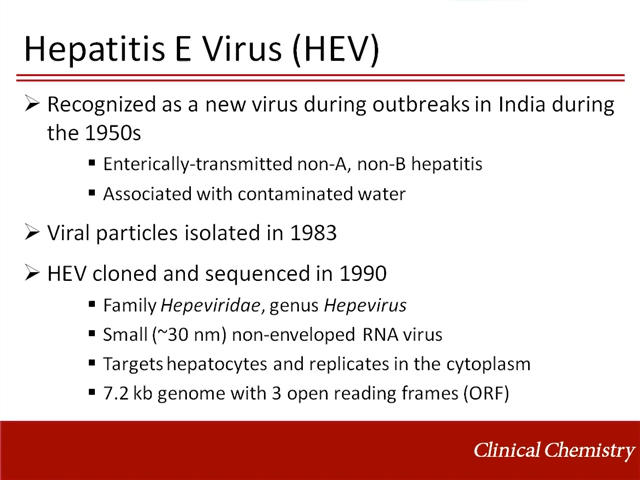 Hepatitis E Virus (HEV)
➢ Recognized as a new virus during outbreaks in India during
the 1950s
▪ Enterically-transmitted non-A, non-B hepatitis
▪ Associated with contaminated water
➢ Viral particles isolated in 1983
➢ HEV cloned and sequenced in 1990
▪ Family Hepeviridae, genus Hepevirus
▪ Small (~30 nm) non-enveloped RNA virus
▪ Targets hepatocytes and replicates in the cytoplasm
▪ 7.2 kb genome with 3 open reading frames (ORF)
Clinical Chemistry